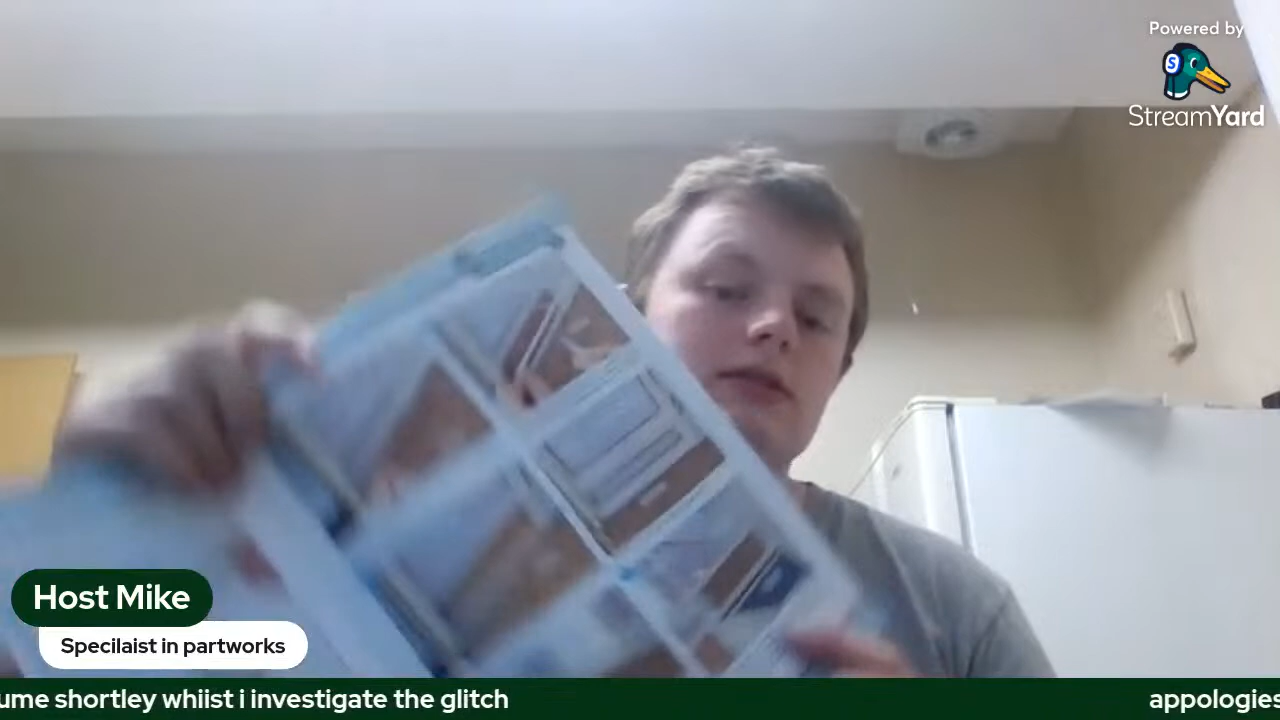 Powered by
StreamYard
Host Mike
Specilaist in partworks
ume shortley whiist i investigate the glitch
appologies